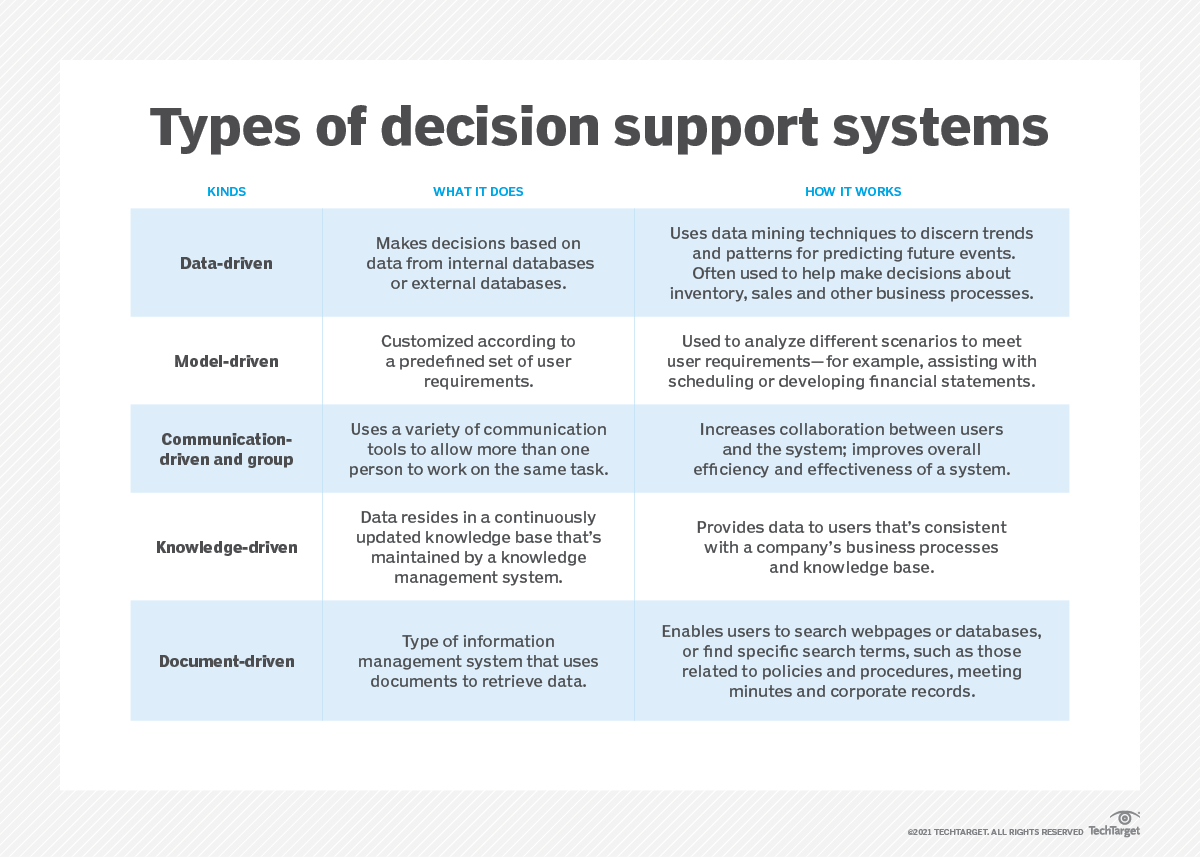 Types of decision support systems
KINDS
WHAT IT DOES
HOW IT WORKS
Data-driven
Makes decisions based on
data from internal databases
or external databases.
Uses data mining techniques to discern trends
and patterns for predicting future events.
Often used to help make decisions about
inventory, sales and other business processes.
Model-driven
Customized according to
a predefined set of user
requirements.
Used to analyze different scenarios to meet
user requirements—for example, assisting with
scheduling or developing financial statements.
Communication-
driven and group
Uses a variety of communication
tools to allow more than one
person to work on the same task.
Increases collaboration between users
and the system; improves overall
efficiency and effectiveness of a system.
Knowledge-driven
Data resides in a continuously
updated knowledge base that’s
maintained by a knowledge
management system.
Provides data to users that’s consistent
with a company’s business processes
and knowledge base.
Document-driven
Type of information
management system that uses
documents to retrieve data.
Enables users to search webpages or databases,
or find specific search terms, such as those
related to policies and procedures, meeting
minutes and corporate records.
©2021 TECHTARGET. ALL RIGHTS RESERVED TechTarget